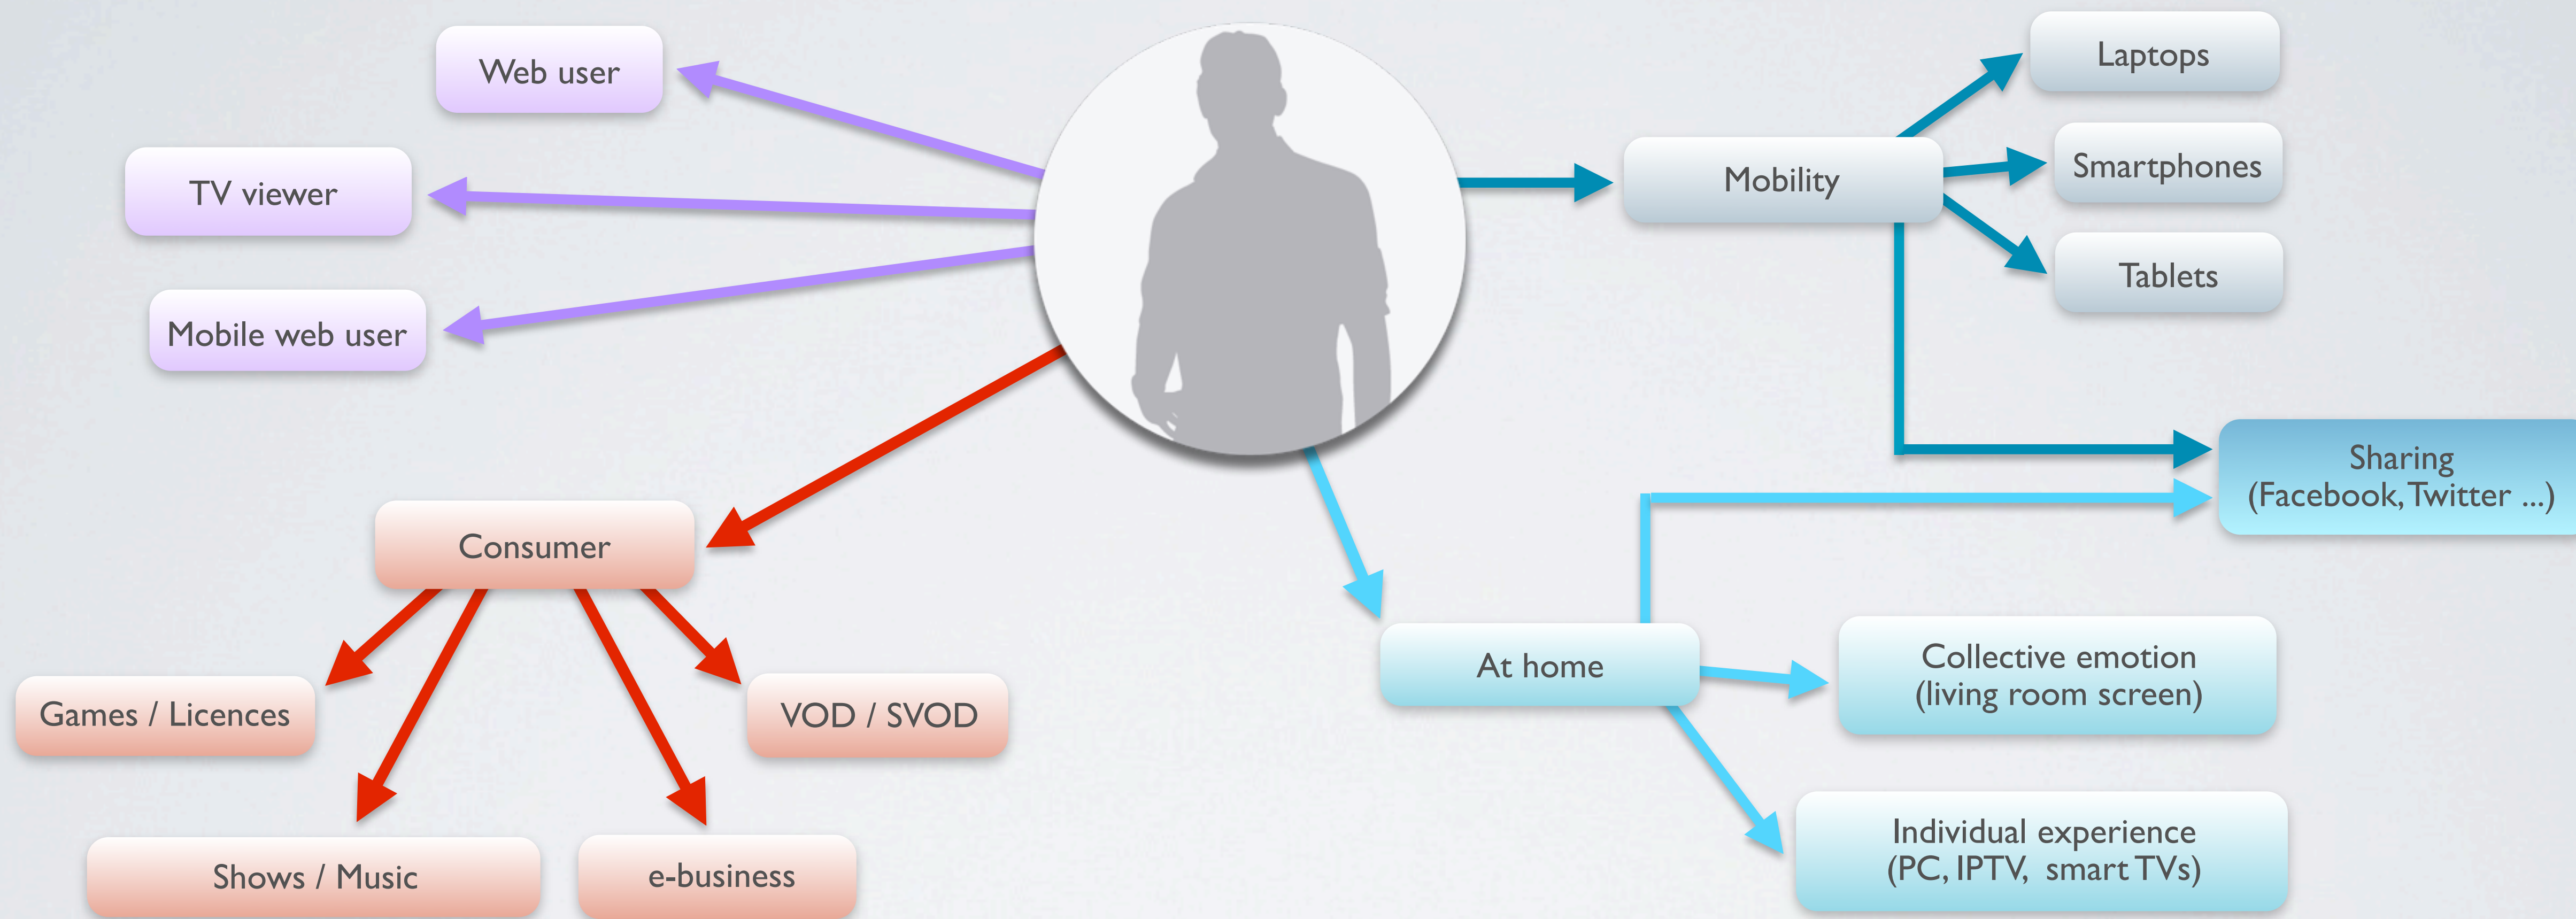 Web user
TV viewer
Mobile web user
Mobility
Laptops
Smartphones
Tablets
Sharing
(Facebook, Twitter ...)
Consumer
Games / Licences
VOD / SVOD
Shows / Music
e-business
At home
Collective emotion
(living room screen)
Individual experience
(PC, IPTV, smart TVs)